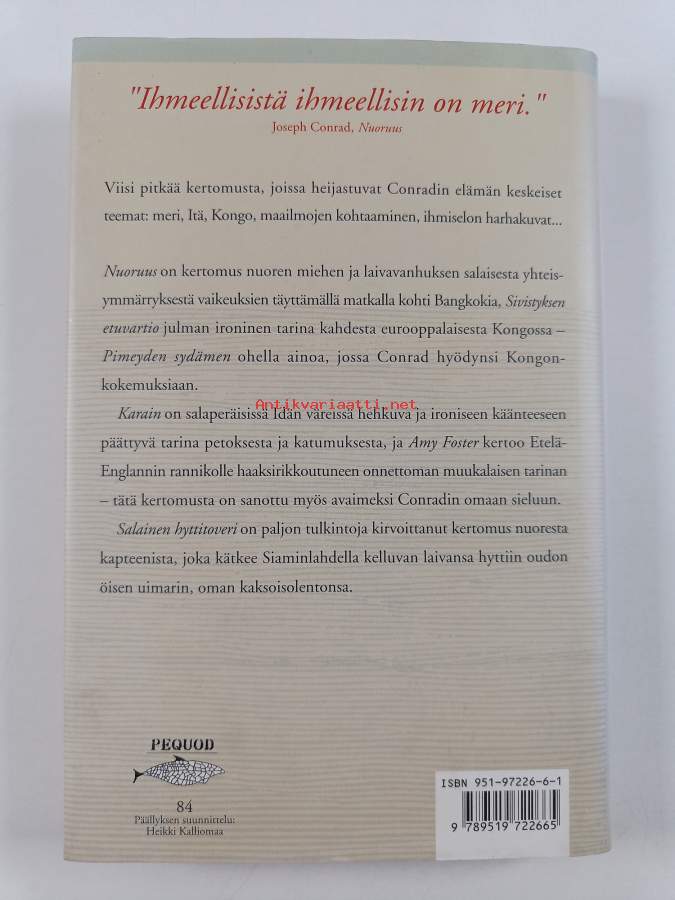 "Ihmeellisistä ihmeellisin on meri."
Joseph Conrad, Nuoruus
Viisi pitkää kertomusta, joissa heijastuvat Conradin elämän keskeiset
teemat: meri, Itä, Kongo, maailmojen kohtaaminen, ihmiselon harhakuvat...
Nuoruus on kertomus nuoren miehen ja laivavanhuksen salaisesta yhteis-
ymmärryksestä vaikeuksien täyttämällä matkalla kohti Bangkokia, Sivistyksen
etuvartio julman ironinen tarina kahdesta eurooppalaisesta Kongossa –
Pimeyden sydämen ohella ainoa, jossa Conrad hyödynsi Kongon-
kokemuksiaan.
Antikvariaatti.net
Karain on salaperäisissä Idän väreissä hehkuva ja ironiseen käänteeseen
päättyvä tarina petoksesta ja katumuksesta, ja Amy Foster kertoo Etelä-
Englannin rannikolle haaksirikkoutuneen onnettoman muukalaisen tarinan
– tätä kertomusta on sanottu myös avaimeksi Conradin omaan sieluun.
Salainen hyttitoveri on paljon tulkintoja kirvoittanut kertomus nuoresta
kapteenista, joka kätkee Siaminlahdella kelluvan laivansa hyttiin oudon
öisen uimarin, oman kaksoisolentonsa.
PEQUOD
84
Päällyksen suunnittelu:
Heikki Kalliomaa
ISBN 951-97226-6-1
9 789519 722665